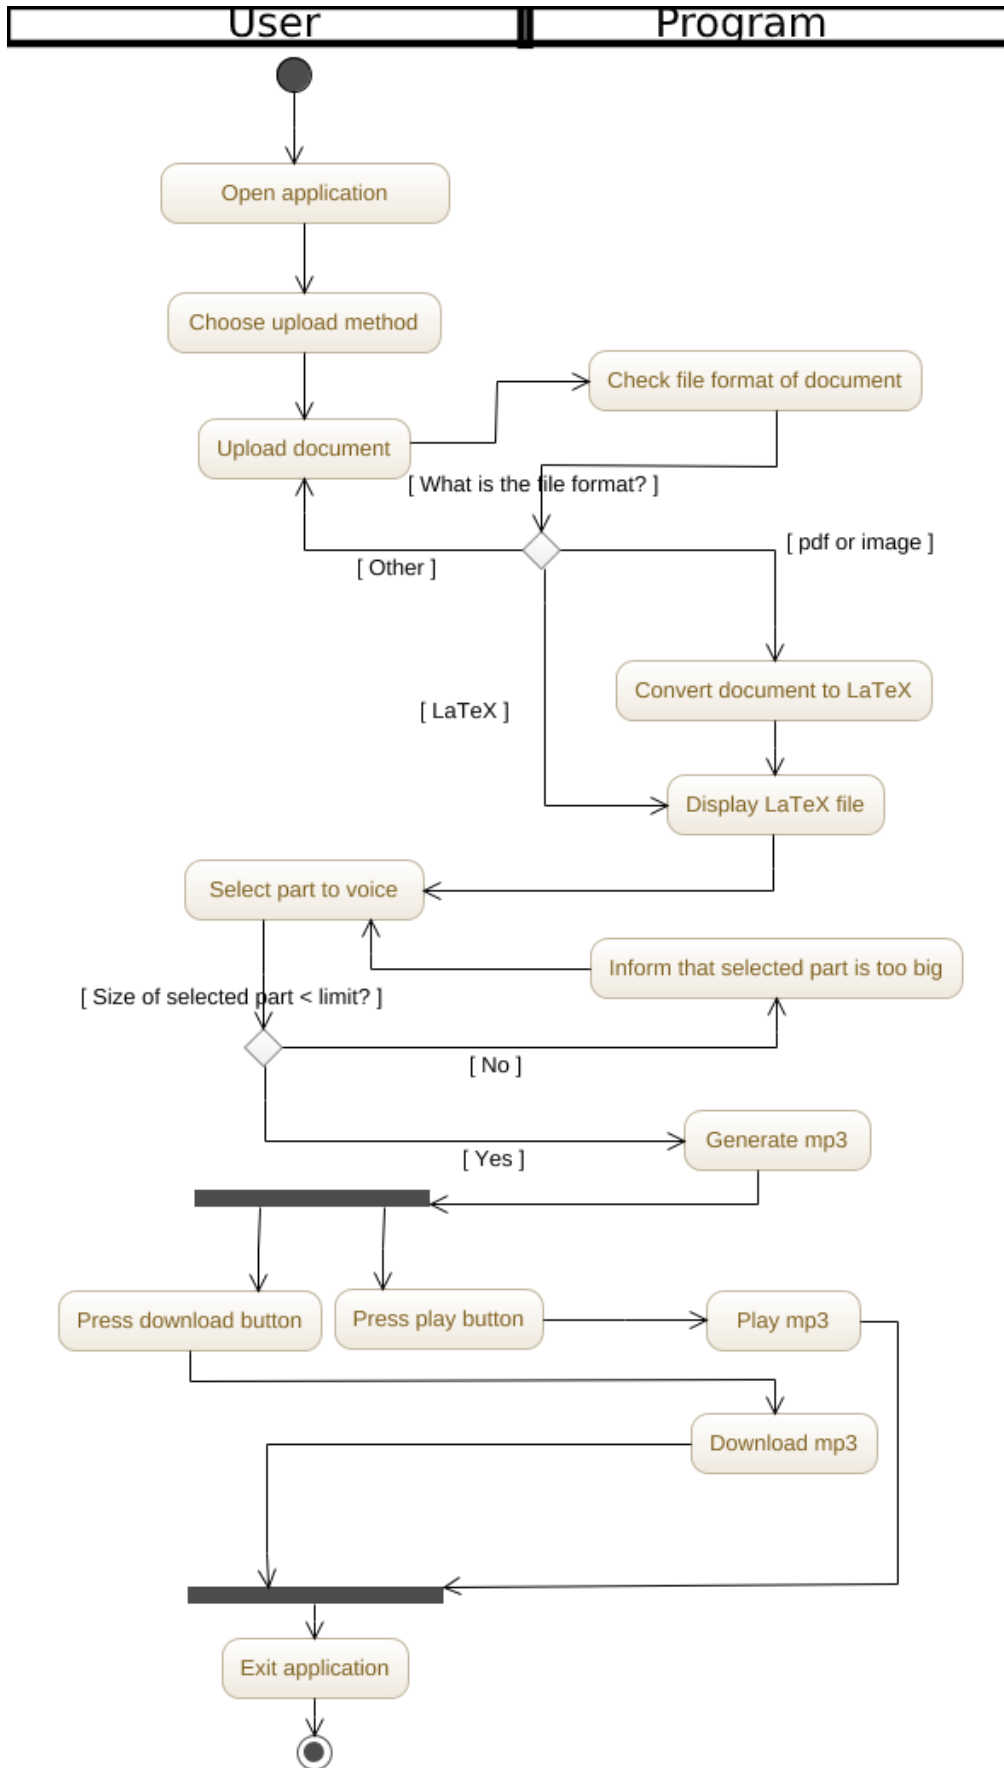 User Program
Open application
Choose upload method
Check file format of document
Upload document
[ What is the file format? ]
[ pdf or image ]
[ Other ]
Convert document to LaTeX
[ LaTeX ]
Display LaTeX file
Select part to voice
Inform that selected part is too big
[ Size of selected part < limit? ]
[ No ]
Generate mp3
[ Yes ]
Press download button
Press play button
Play mp3
Download mp3
Exit application